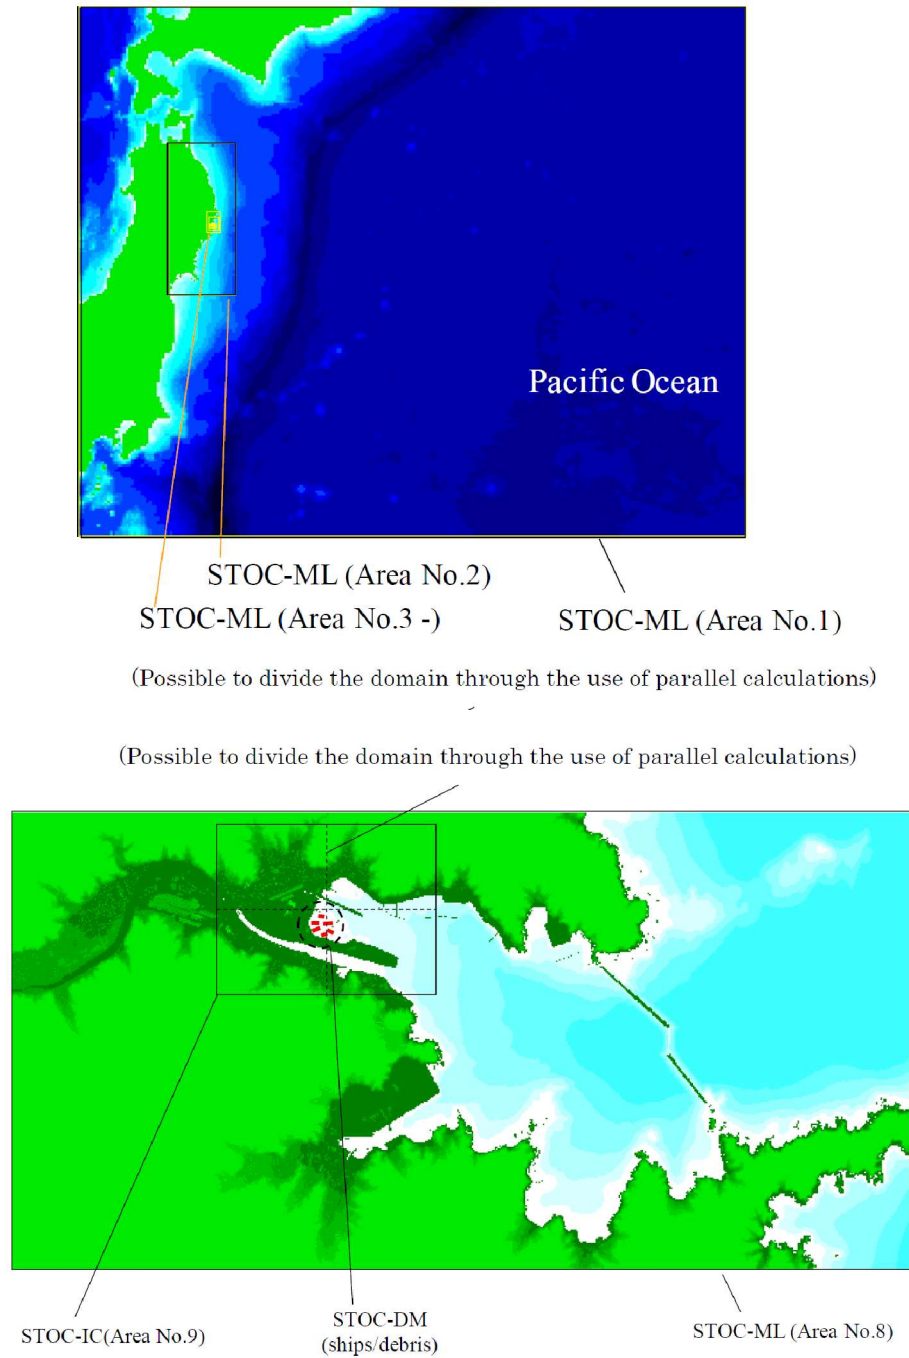 Pacific Ocean
STOC-ML (Area No.2)
STOC-ML (Area No.3 -)
STOC-ML (Area No.1)
(Possible to divide the domain through the use of parallel calculations)
(Possible to divide the domain through the use of parallel calculations)
STOC-IC(Area No.9)
STOC-DM
(ships/debris)
STOC-ML (Area No.8)